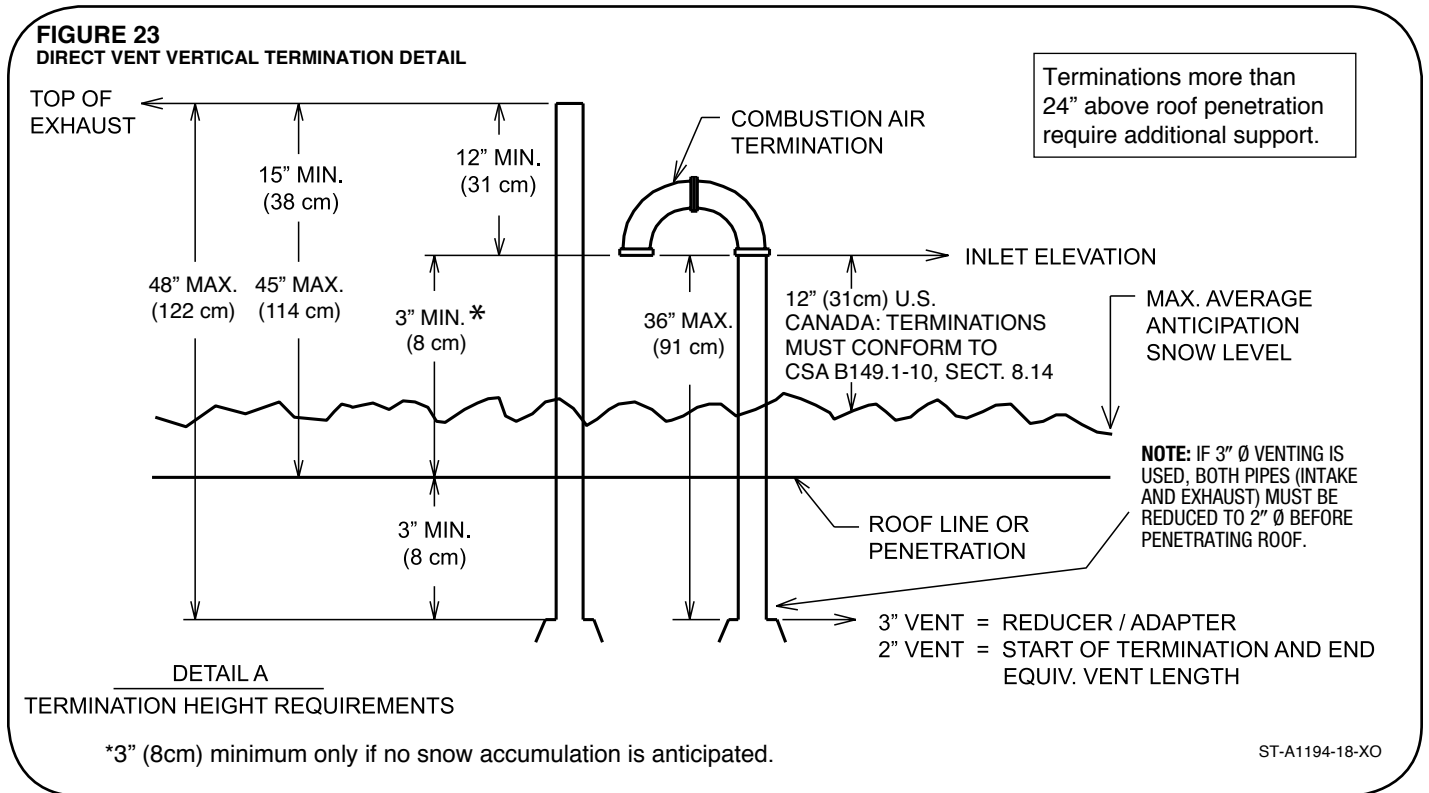 FIGURE 23
DIRECT VENT VERTICAL TERMINATION DETAIL
Terminations more than
24” above roof penetration
require additional support.
TOP OF
EXHAUST
COMBUSTION AIR
TERMINATION
12” MIN.
(31 cm)
15” MIN.
(38 cm)
INLET ELEVATION
48” MAX.
(122 cm)
45” MAX.
(114 cm)
3” MIN. *
(8 cm)
36” MAX.
(91 cm)
12” (31cm) U.S.
CANADA: TERMINATIONS
MUST CONFORM TO
CSA B149.1-10, SECT. 8.14
MAX. AVERAGE
ANTICIPATION
SNOW LEVEL
NOTE: IF 3″ Ø VENTING IS
USED, BOTH PIPES (INTAKE
AND EXHAUST) MUST BE
REDUCED TO 2″ Ø BEFORE
PENETRATING ROOF.
3” MIN.
(8 cm)
ROOF LINE OR
PENETRATION
3” VENT = REDUCER / ADAPTER
2” VENT = START OF TERMINATION AND END
EQUIV. VENT LENGTH
DETAIL A
TERMINATION HEIGHT REQUIREMENTS
*3” (8cm) minimum only if no snow accumulation is anticipated.
ST-A1194-18-XO